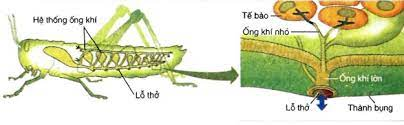 Hệ thống ống khí
Lỗ thở
Tế bào
Ống khí nhỏ
Ống khí lớn
Lỗ thở
Thành bụng